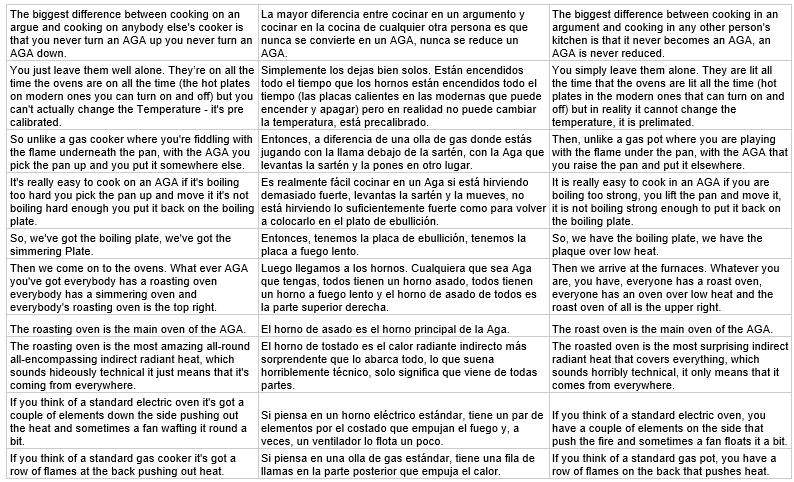 The biggest difference between cooking on an
argue and cooking on anybody else's cooker is
that you never turn an AGA up you never turn an
AGA down.
La mayor diferencia entre cocinar en un argumento y
cocinar en la cocina de cualquier otra persona es que
nunca se convierte en un AGA, nunca se reduce un
AGA.
The biggest difference between cooking in an
argument and cooking in any other person's
kitchen is that it never becomes an AGA, an
AGA is never reduced.
You just leave them well alone. They're on all the
time the ovens are on all the time (the hot plates
on modern ones you can turn on and off) but you
can't actually change the Temperature - it's pre
calibrated.
Simplemente los dejas bien solos. Están encendidos
todo el tiempo que los hornos están encendidos todo el
tiempo (las placas calientes en las modernas que puede
encender y apagar) pero en realidad no puede cambiar
la temperatura, está precalibrado.
You simply leave them alone. They are lit all
the time that the ovens are lit all the time (hot
plates in the modern ones that can turn on and
off) but in reality it cannot change the
temperature, it is prelimated.
So unlike a gas cooker where you're fiddling with
the flame underneath the pan, with the AGA you
pick the pan up and you put it somewhere else.
Entonces, a diferencia de una olla de gas donde estás
jugando con la llama debajo de la sartén, con la Aga que
levantas la sartén y la pones en otro lugar.
Then, unlike a gas pot where you are playing
with the flame under the pan, with the AGA that
you raise the pan and put it elsewhere.
It's really easy to cook on an AGA if it's boiling
too hard you pick the pan up and move it it's not
boiling hard enough you put it back on the boiling
plate.
Es realmente fácil cocinar en un Aga si está hirviendo
demasiado fuerte, levantas la sartén y la mueves, no
está hirviendo lo suficientemente fuerte como para volver
a colocarlo en el plato de ebullición.
It is really easy to cook in an AGA if you are
boiling too strong, you lift the pan and move it,
it is not boiling strong enough to put it back on
the boiling plate.
So, we've got the boiling plate, we've got the
simmering Plate.
Entonces, tenemos la placa de ebullición, tenemos la
placa a fuego lento.
So, we have the boiling plate, we have the
plaque over low heat.
Then we come on to the ovens. What ever AGA
you've got everybody has a roasting oven
everybody has a simmering oven and
everybody's roasting oven is the top right.
Luego llegamos a los hornos. Cualquiera que sea Aga
que tengas, todos tienen un horno asado, todos tienen
un horno a fuego lento y el horno de asado de todos es
la parte superior derecha.
Then we arrive at the furnaces. Whatever you
are, you have, everyone has a roast oven,
everyone has an oven over low heat and the
roast oven of all is the upper right.
The roasting oven is the main oven of the AGA.
El horno de asado es el horno principal de la Aga.
The roast oven is the main oven of the AGA.
The roasting oven is the most amazing all-round
all-encompassing indirect radiant heat, which
sounds hideously technical it just means that it's
coming from everywhere.
El horno de tostado es el calor radiante indirecto más
sorprendente que lo abarca todo, lo que suena
horriblemente técnico, solo significa que viene de todas
partes.
The roasted oven is the most surprising indirect
radiant heat that covers everything, which
sounds horribly technical, it only means that it
comes from everywhere.
If you think of a standard electric oven it's got a
couple of elements down the side pushing out
the heat and sometimes a fan wafting it round a
bit.
Si piensa en un horno eléctrico estándar, tiene un par de
elementos por el costado que empujan el fuego y, a
veces, un ventilador lo flota un poco.
If you think of a standard electric oven, you
have a couple of elements on the side that
push the fire and sometimes a fan floats it a bit.
If you think of a standard gas cooker it's got a
row of flames at the back pushing out heat.
Si piensa en una olla de gas estándar, tiene una fila de
llamas en la parte posterior que empuja el calor.
If you think of a standard gas pot, you have a
row of flames on the back that pushes heat.